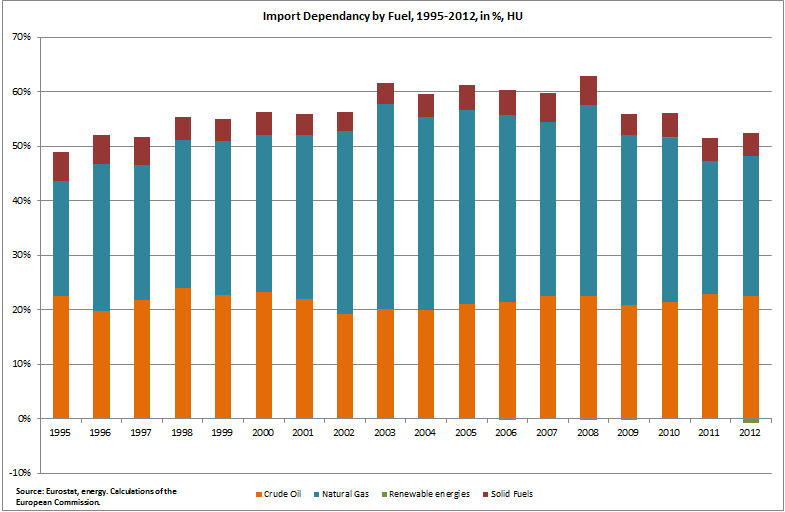 Import Dependancy by Fuel, 1995-2012, in %, HU
70%
60%
50%
40%
30%
20%
10%
0%
1995 1996 1997 1998 1999 2000 2001 2002 2003 2004 2005 2006 2007 2008 2009 2010 2011 2012
-10%
Source: Eurostat, energy. Calculations of the
European Commission.
Crude Oil Natural Gas Renewable energies Solid Fuels